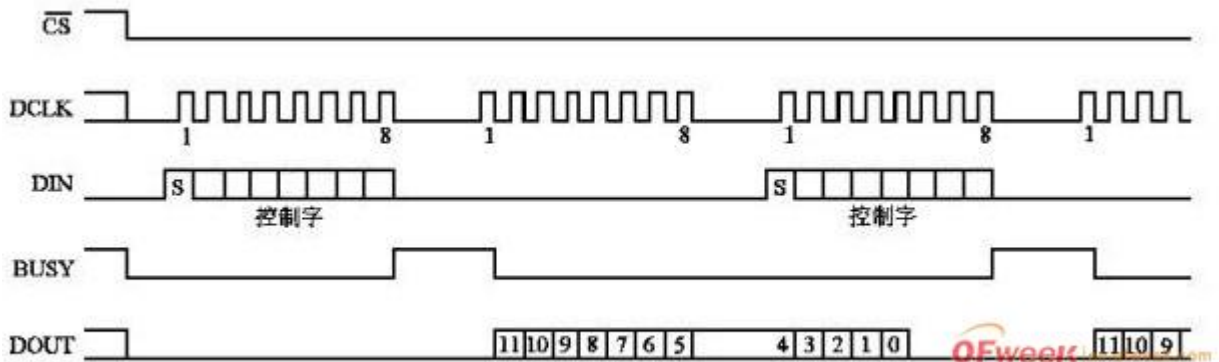 CS
DCLK
1 8 1 8 1 8 1
DIN
S S
控制字 控制字
BUSY
DOUT
11 10 9 8 7 6 5 4 3 2 1 0 11 10 9
OFweek